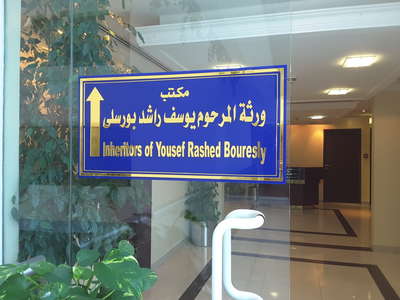 مكتب
ورثة المرحوم يوسف راشد بورسلي
Inheritors of Yousef Rashed Bouresly